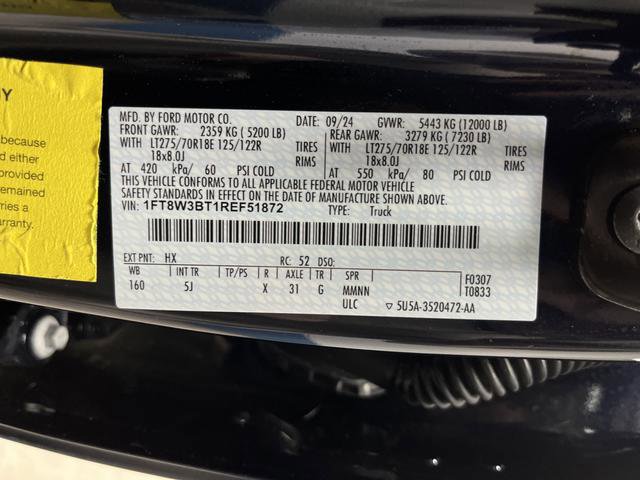 NY
because
d either
vide
remained
records.
MFD. BY FORD MOTOR CO. DATE: 09/24 GVWR: 5443 KG (12000 LB)
FRONT GAWR: 2359 KG ( 5200 LB) REAR GAWR: 3279 KG ( 7230 LB)
WITH LT275/70R18E 125/122R TIRES WITH LT275/70R18E 125/122R TIRES
18x8.0J RIMS 18x8.0J RIMS
AT 420 kPa/ 60 PSI COLD AT 550 kPa/ 80 PSI COLD
THIS VEHICLE CONFORMS TO ALL APPLICABLE FEDERAL MOTOR VEHICLE
SAFETY STANDARDS IN EFFECT ON THE DATE OF MANUFACTURE SHOWN ABOVE.
VIN: 1FT8W3BT1REF51872 TYPE: Truck
EXT PNT: HX RC: 52 DSO: F0307
WB INT TR TP/PS R AXLE TR SPR T0833
160 5J X 31 G MMNN
ULC ▽ 5U5A-3520472-AA